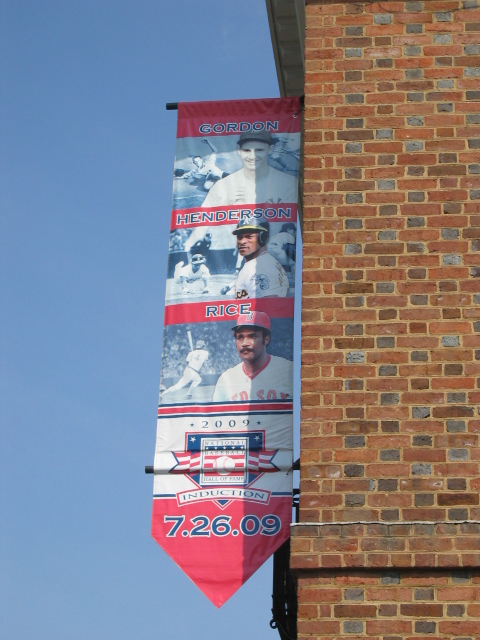 GORDON
HENDERSON
RICE
RED SOX
2009
NATIONAL
BASEBALL
HALL OF FAME
INDUCTION
7.26.09